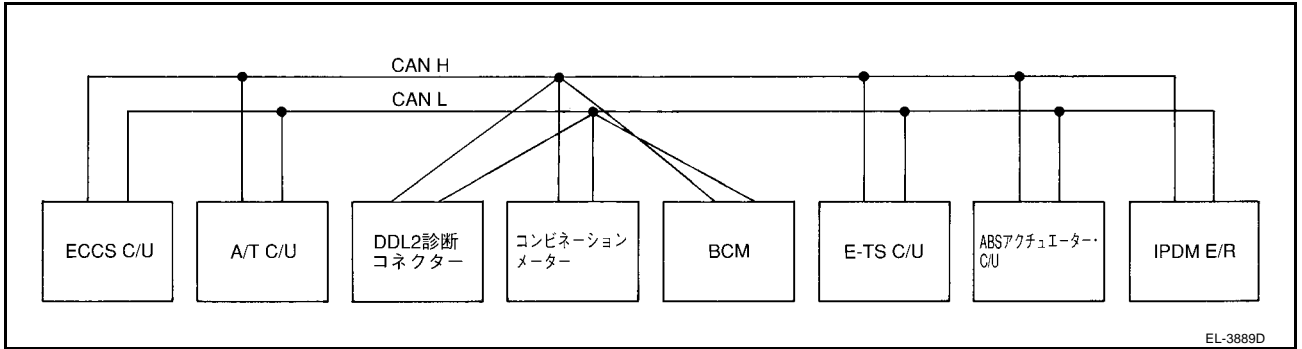 CAN H
CAN L
ECCS C/U
A/T C/U
DDL2診断
コネクター
コンビネーション
メーター
BCM
E-TS C/U
ABSアクチュエーター・
C/U
IPDM E/R
EL-3889D